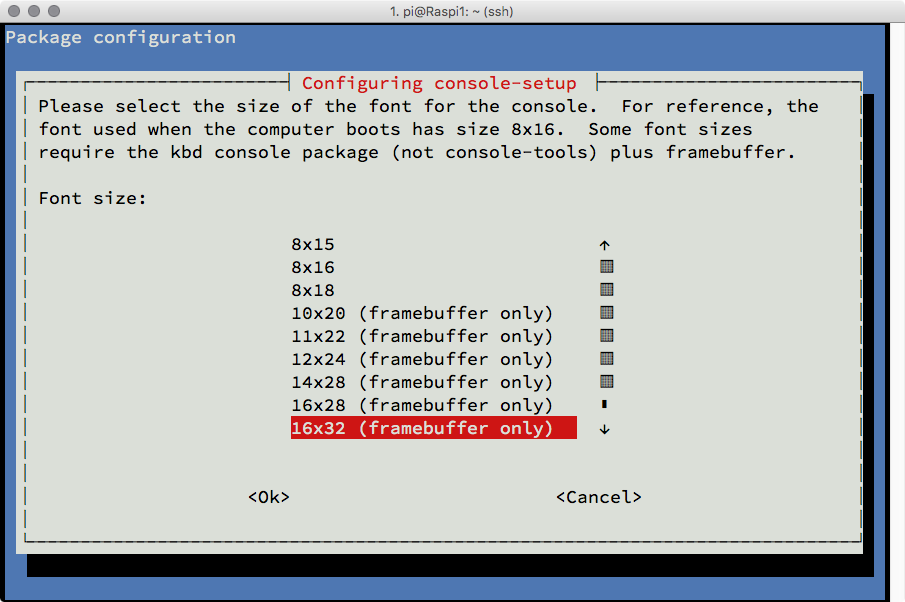 1. pi@Raspi1: ~ (ssh)
Package configuration
Configuring console-setup
Please select the size of the font for the console.  For reference, the
font used when the computer boots has size 8x16.  Some font sizes
require the kbd console package (not console-tools) plus framebuffer.
Font size:
8x15
8x16
8x18
10x20 (framebuffer only)
11x22 (framebuffer only)
12x24 (framebuffer only)
14x28 (framebuffer only)
16x28 (framebuffer only)
16x32 (framebuffer only)
<Ok> <Cancel>